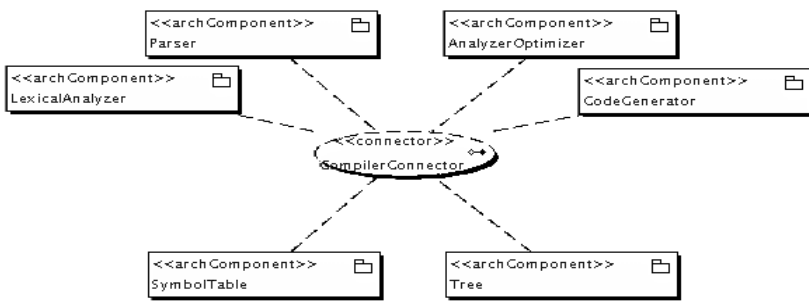 <<archComponent>>
Parser
<<archComponent>>
AnalyzerOptimizer
<<archComponent>>
LexicalAnalyzer
<<archComponent>>
CodeGenerator
<<connector>>
CompilerConnector
<<archComponent>>
SymbolTable
<<archComponent>>
Tree